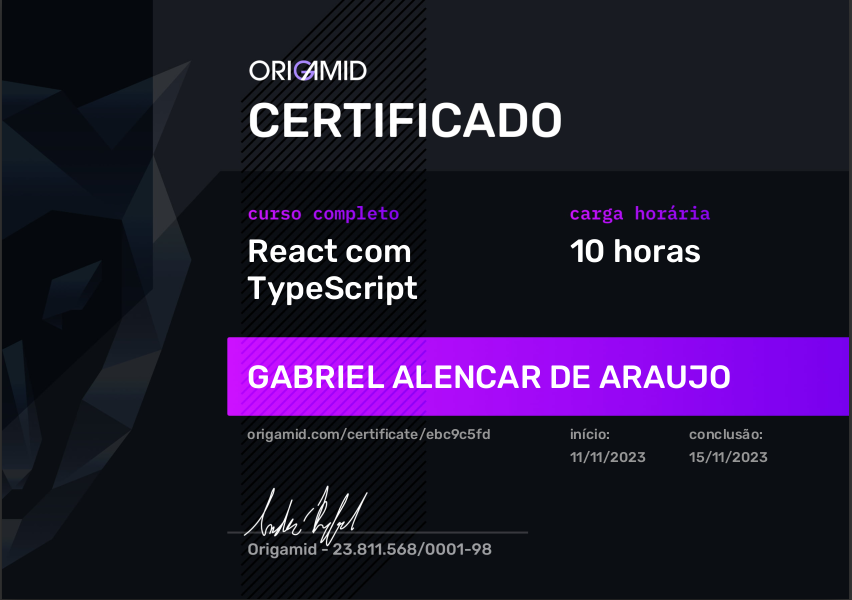 ORIGAMID
CERTIFICADO
curso completo
React com
TypeScript
carga horária
10 horas
GABRIEL ALENCAR DE ARAUJO
origamid.com/certificate/ebc9c5fd
início:
11/11/2023
conclusão:
15/11/2023
Origamid - 23.811.568/0001-98